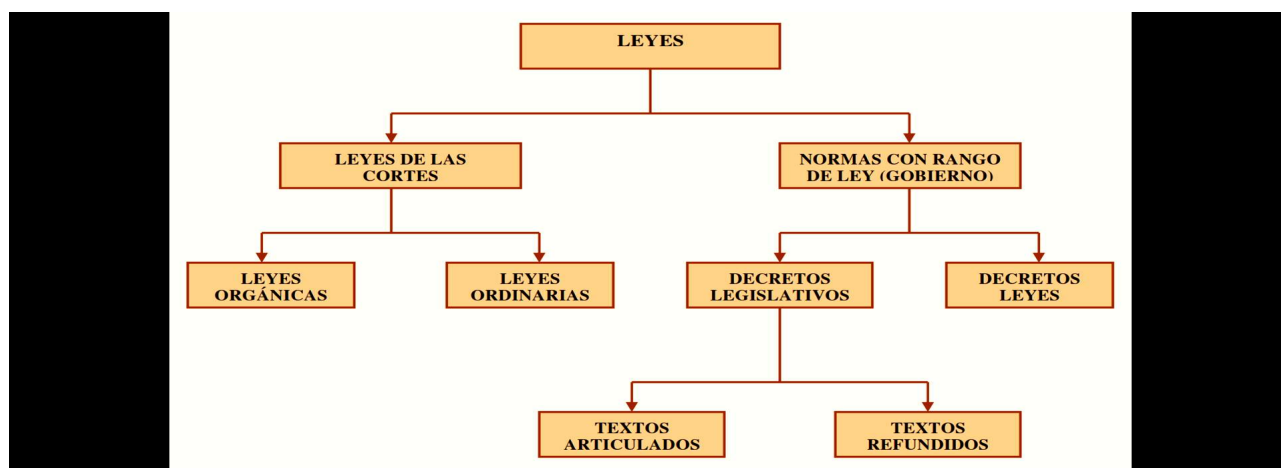 LEYES
LEYES DE LAS
CORTES
NORMAS CON RANGO
DE LEY (GOBIERNO)
LEYES
ORGÁNICAS
LEYES
ORDINARIAS
DECRETOS
LEGISLATIVOS
DECRETOS
LEYES
TEXTOS
ARTICULADOS
TEXTOS
REFUNDIDOS